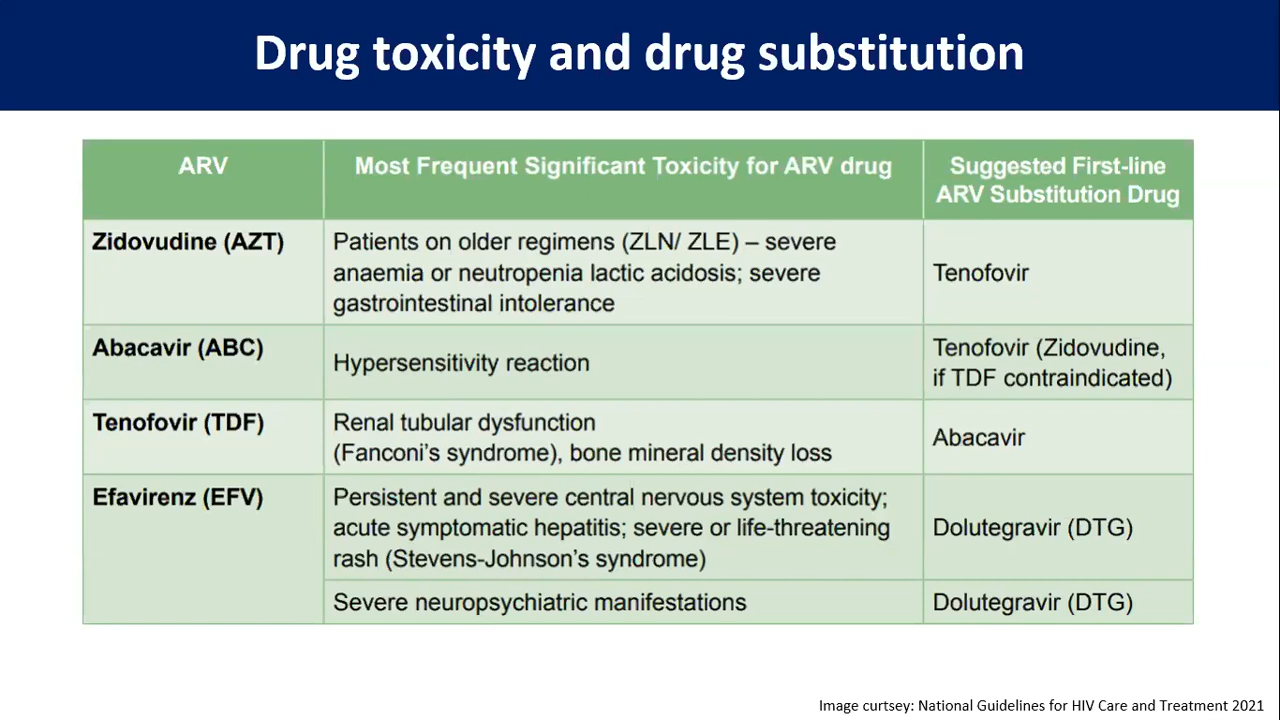 Drug toxicity and drug substitution
ARV
Most Frequent Significant Toxicity for ARV drug
Suggested First-line
ARV Substitution Drug
Zidovudine (AZT)
Patients on older regimens (ZLN/ ZLE) – severe
anaemia or neutropenia lactic acidosis; severe
gastrointestinal intolerance
Tenofovir
Abacavir (ABC)
Hypersensitivity reaction
Tenofovir (Zidovudine,
if TDF contraindicated)
Tenofovir (TDF)
Renal tubular dysfunction
(Fanconi's syndrome), bone mineral density loss
Abacavir
Efavirenz (EFV)
Persistent and severe central nervous system toxicity;
acute symptomatic hepatitis; severe or life-threatening
rash (Stevens-Johnson's syndrome)
Dolutegravir (DTG)
Severe neuropsychiatric manifestations
Dolutegravir (DTG)
Image curtsey: National Guidelines for HIV Care and Treatment 2021